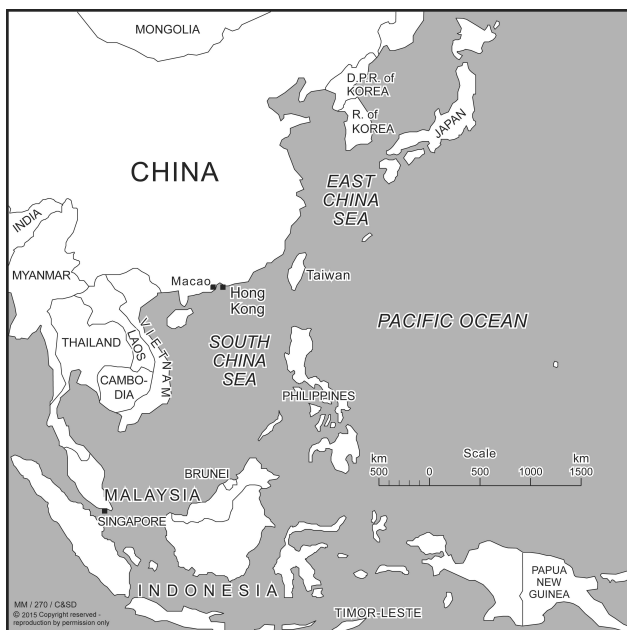 MONGOLIA
D.P.R. of
KOREA
R. of
KOREA
JAPAN
CHINA
EAST
CHINA
SEA
INDIA
MYANMAR
Macao
Hong
Kong
Taiwan
THAILAND
LAOS
VIETNAM
CAMBO-
DIA
SOUTH
CHINA
SEA
PACIFIC OCEAN
PHILIPPINES
Scale
km km
500 0 500 1000 1500
BRUNEI
MALAYSIA
SINGAPORE
INDONESIA
PAPUA
NEW
GUINEA
TIMOR-LESTE
MM / 270 / C&SD
© 2015 Copyright reserved -
reproduction by permission only